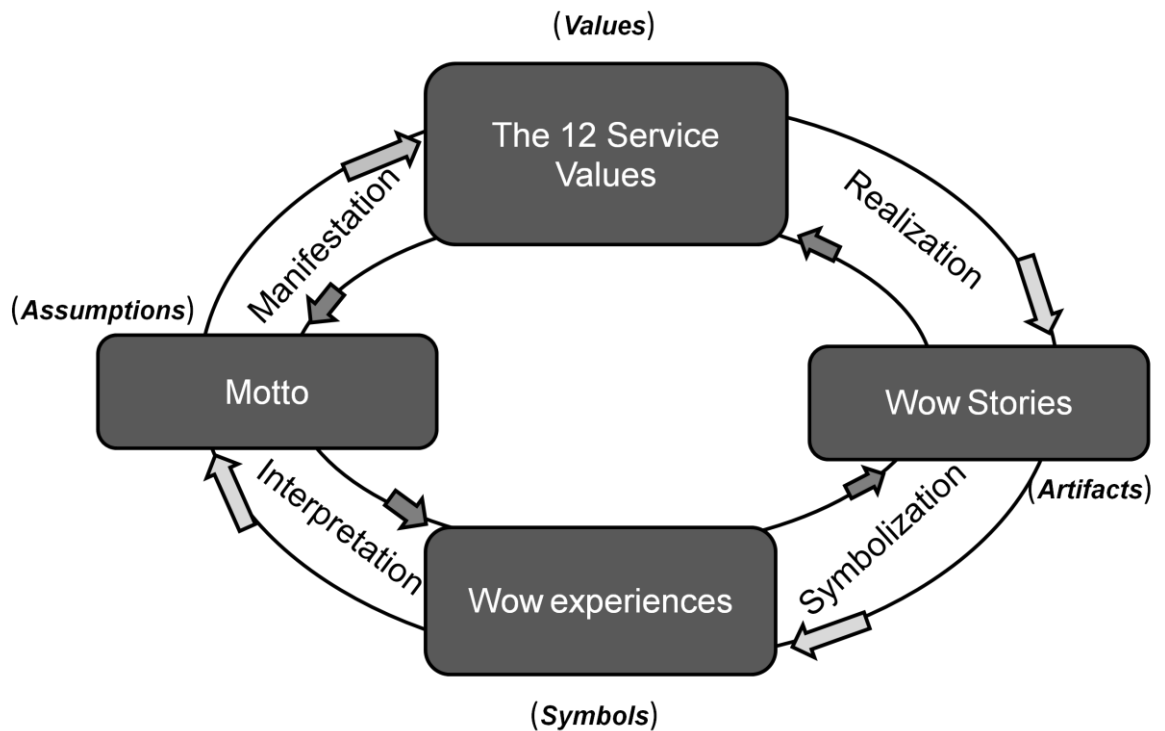 (Values)
The 12 Service
Values
Manifestation
Realization
(Assumptions)
Motto
Wow Stories
(Artifacts)
Interpretation
Symbolization
Wow experiences
(Symbols)